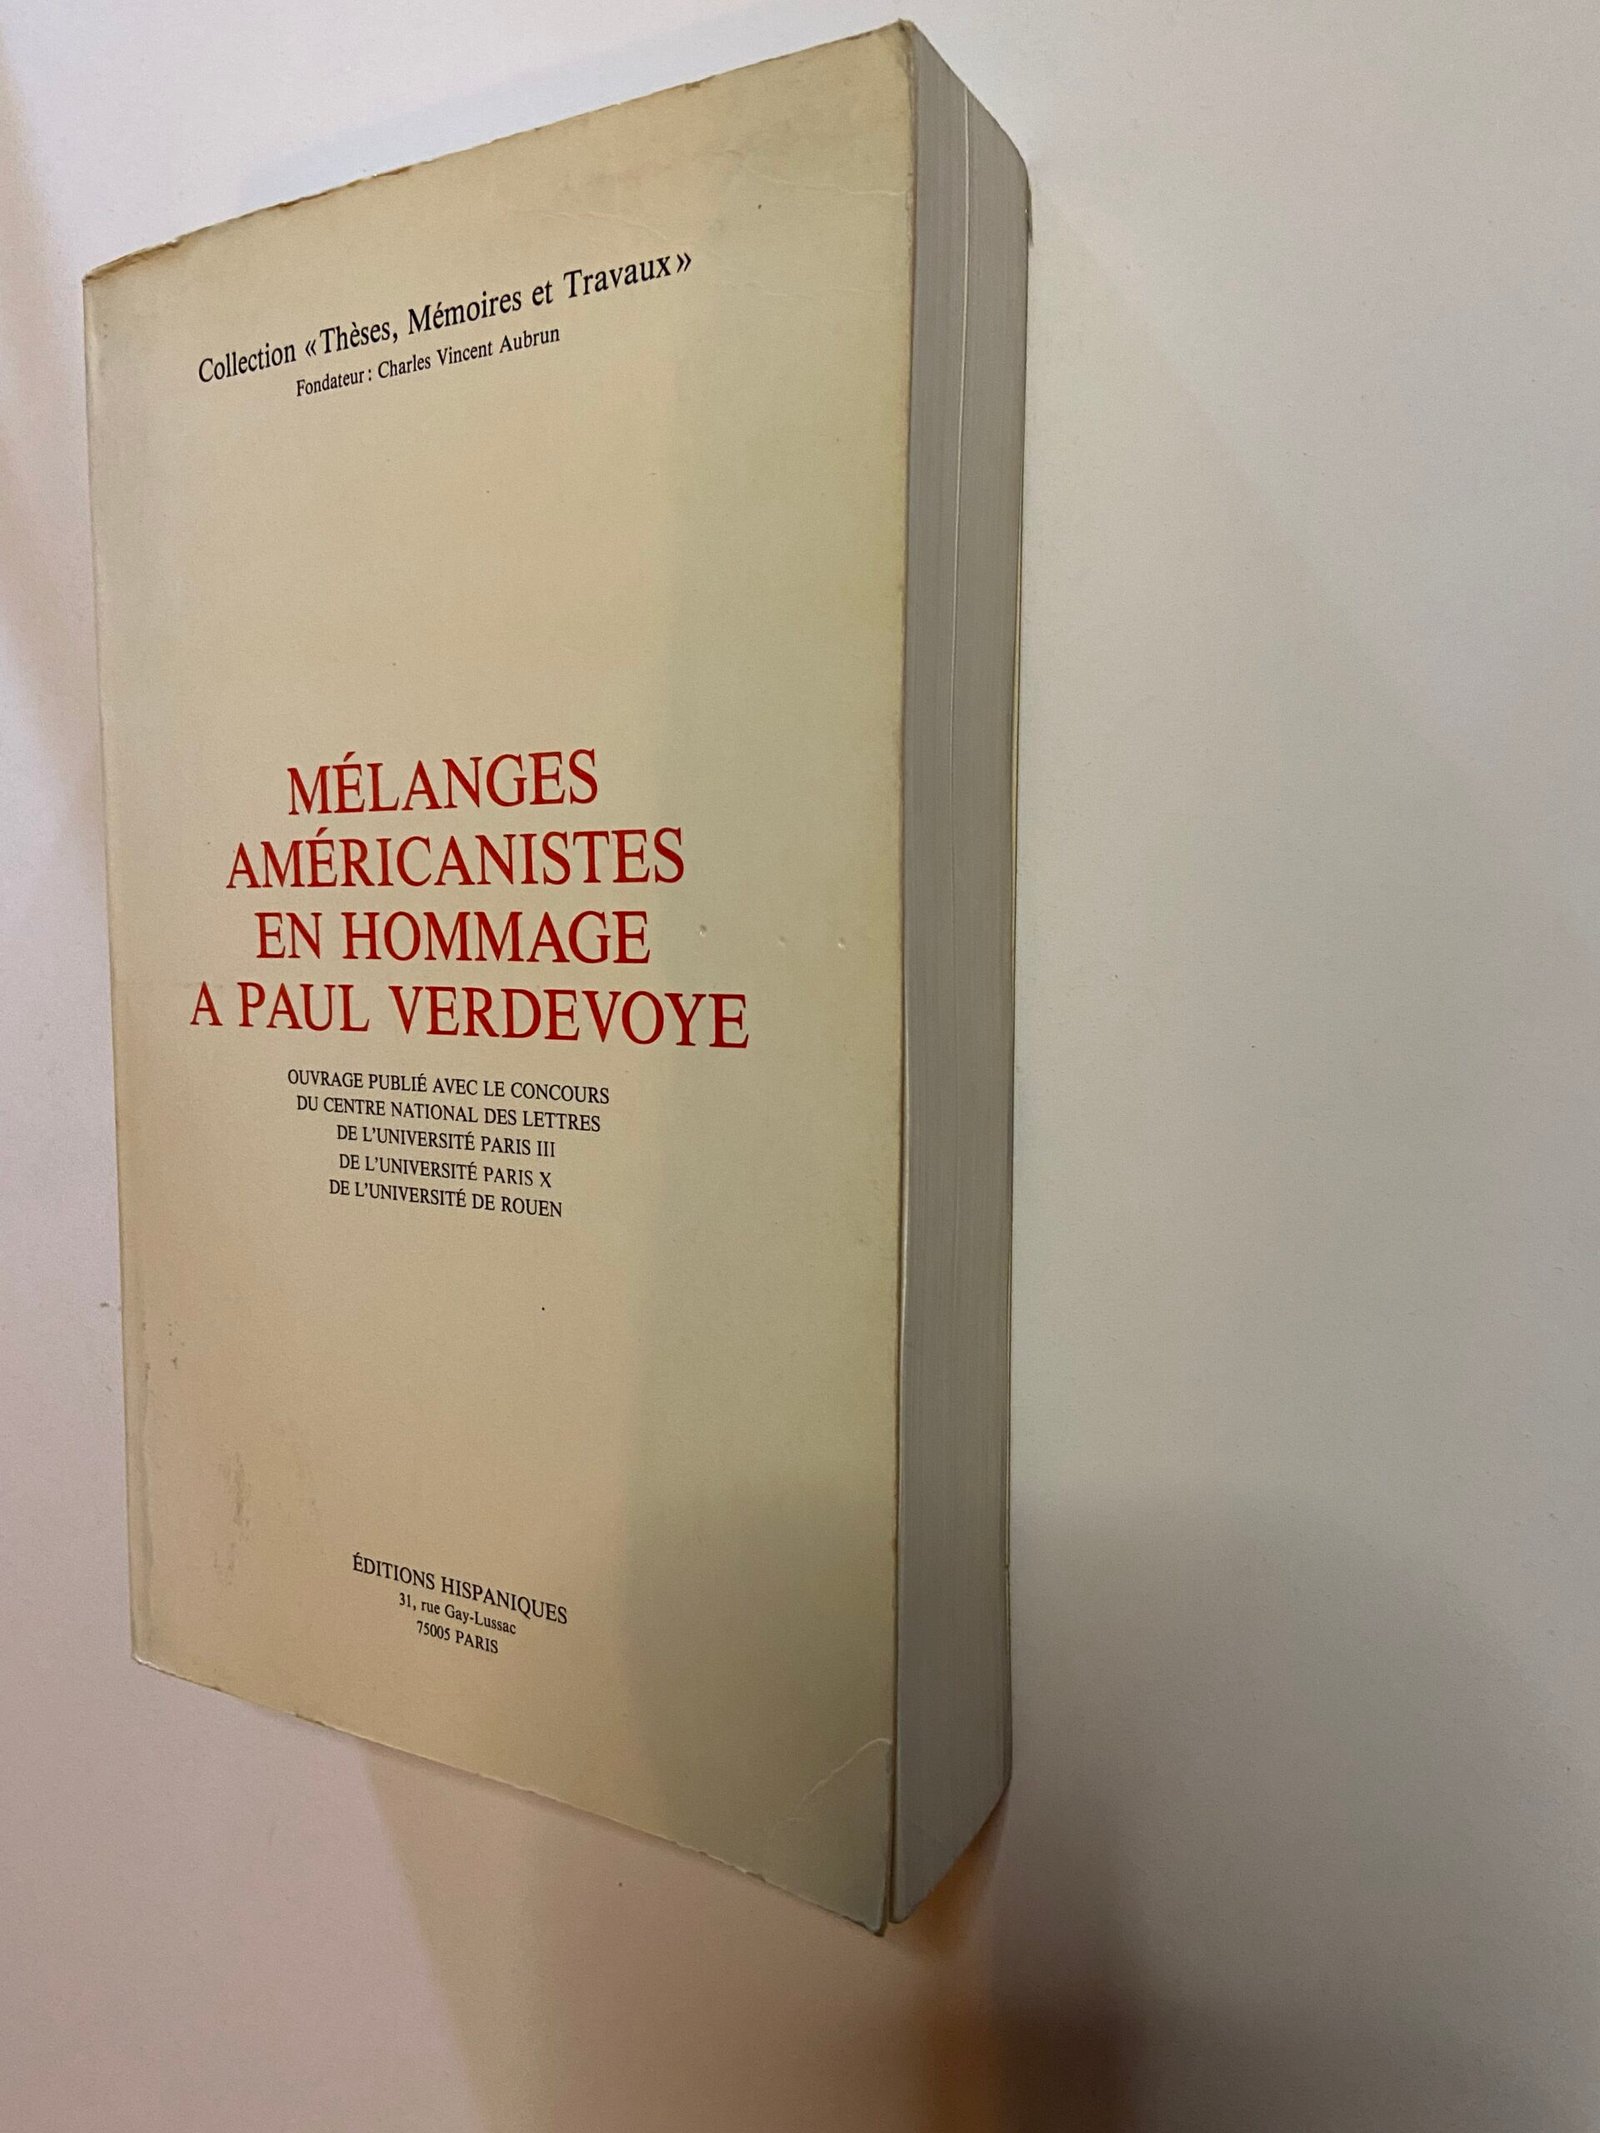 Collection «Thèses, Mémoires et Travaux»
Fondateur: Charles Vincent Aubrun
MÉLANGES
AMÉRICANISTES
EN HOMMAGE
A PAUL VERDEVOYE
OUVRAGE PUBLIÉ AVEC LE CONCOURS
DU CENTRE NATIONAL DES LETTRES
DE L'UNIVERSITÉ PARIS III
DE L'UNIVERSITÉ PARIS X
DE L'UNIVERSITÉ DE ROUEN
ÉDITIONS HISPANIQUES
31, rue Gay-Lussac
75005 PARIS